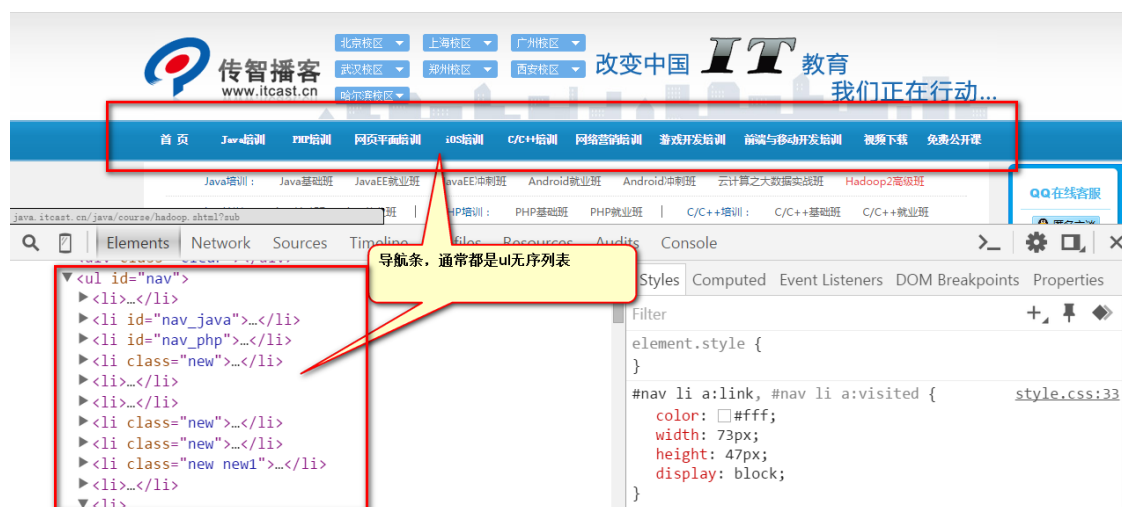 北京校区 上海校区 广州校区
传智播客 武汉校区 郑州校区 西安校区 改变中国 IT 教育
www.itcast.cn 哈尔滨校区 我们正在行动...
首 页 Java培训 PHP培训 网页平面培训 iOS培训 C/C++培训 网络营销培训 游戏开发培训 前端与移动开发培训 视频下载 免费公开课
Java培训： Java基础班 JavaEE就业班 JavaEE冲刺班 Android就业班 Android冲刺班 云计算之大数据实战班 Hadoop2高级班
QQ在线客服
java.itcast.cn/java/course/hadoop.shtml?sub
PHP培训： PHP基础班 PHP就业班 | C/C++培训： C/C++基础班 C/C++就业班
Elements Network Sources Timeline Profiles Resources Audits Console
导航条，通常都是ul无序列表
<ul id="nav">
<li>…</li>
<li id="nav_java">…</li>
<li id="nav_php">…</li>
<li class="new">…</li>
<li>…</li>
<li>…</li>
<li class="new">…</li>
<li class="new">…</li>
<li class="new new1">…</li>
<li>…</li>
<li>
Styles Computed Event Listeners DOM Breakpoints Properties
Filter
element.style {
}
#nav li a:link, #nav li a:visited { style.css:33
color: #fff;
width: 73px;
height: 47px;
display: block;
}